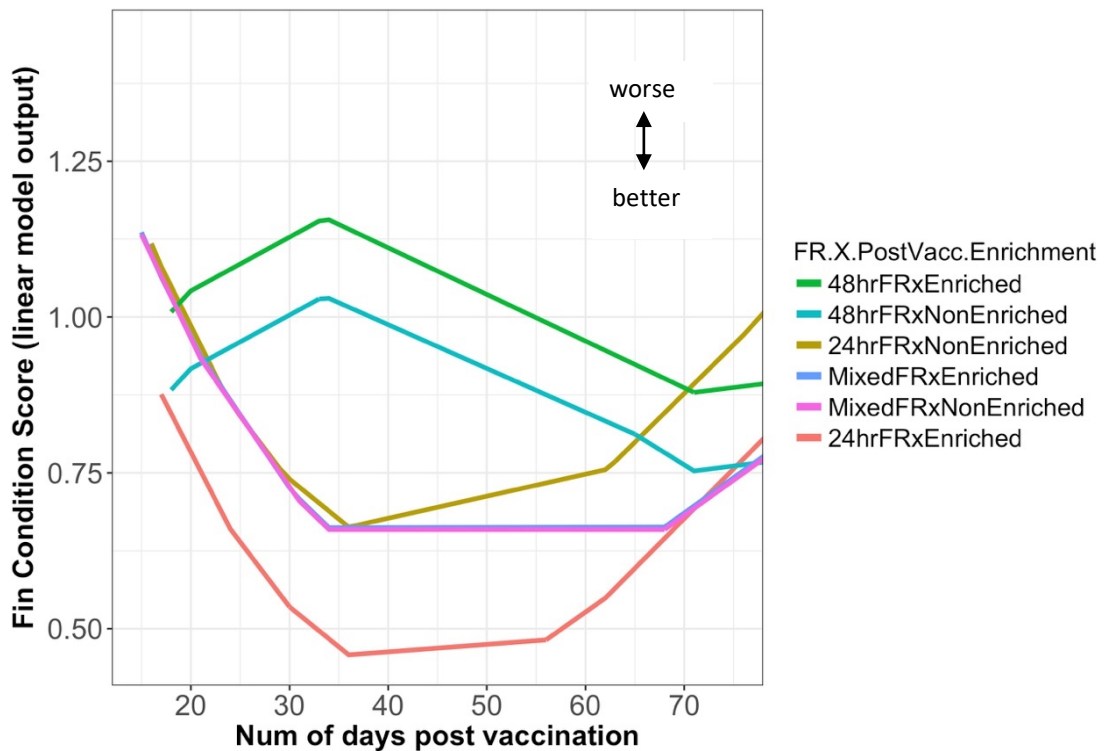 Fin Condition Score (linear model output)
1.25
1.00
0.75
0.50
worse
better
20 30 40 50 60 70
Num of days post vaccination
FR.X.PostVacc.Enrichment
48hrFRxEnriched
48hrFRxNonEnriched
24hrFRxNonEnriched
MixedFRxEnriched
MixedFRxNonEnriched
24hrFRxEnriched